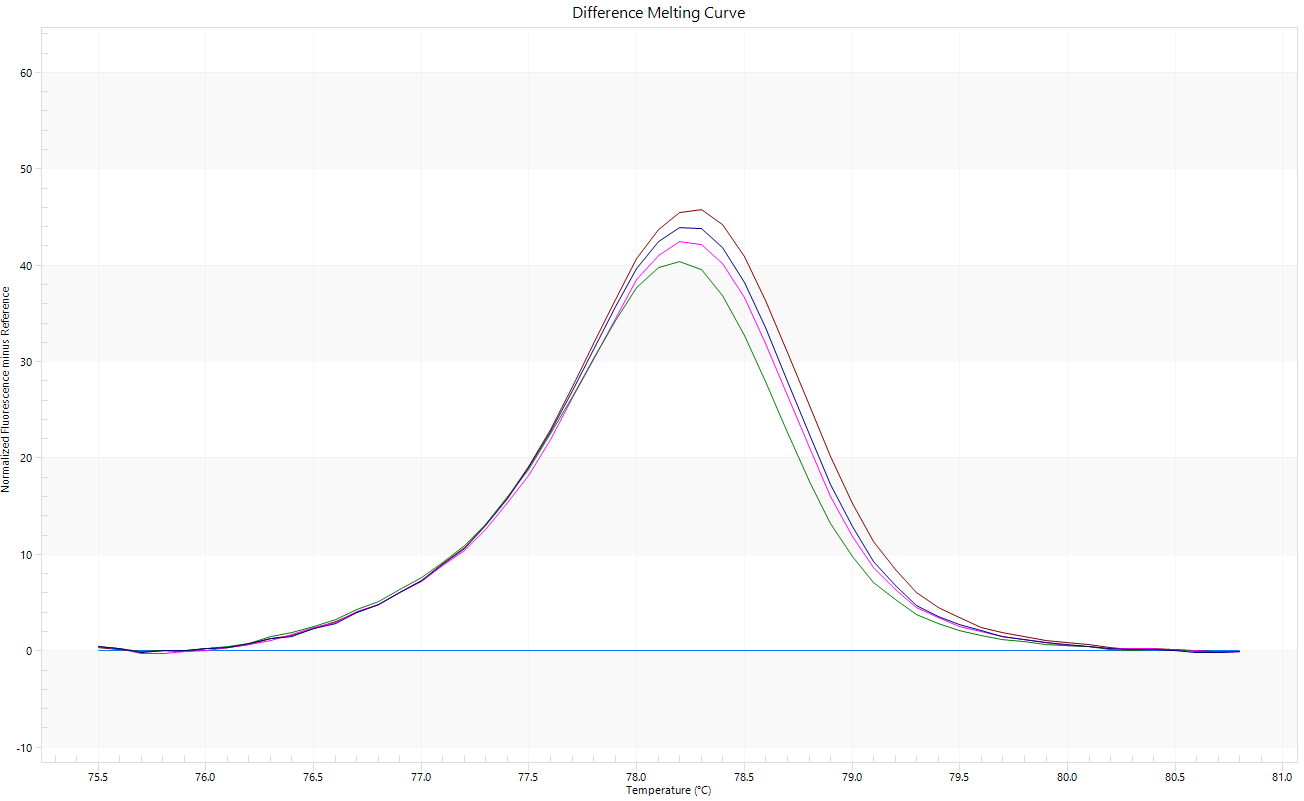 Difference Melting Curve
Normalized Fluorescence minus Reference
60
50
40
30
20
10
0
-10
75.5 76.0 76.5 77.0 77.5 78.0 78.5 79.0 79.5 80.0 80.5 81.0
Temperature (°C)